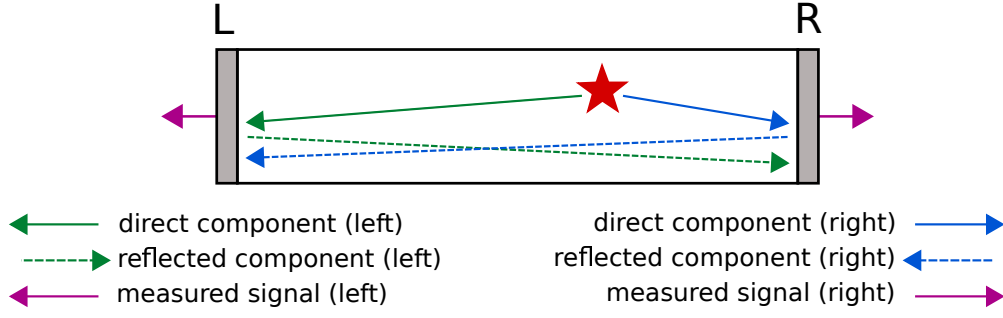 L R
direct component (left) direct component (right)
reflected component (left) reflected component (right)
measured signal (left) measured signal (right)